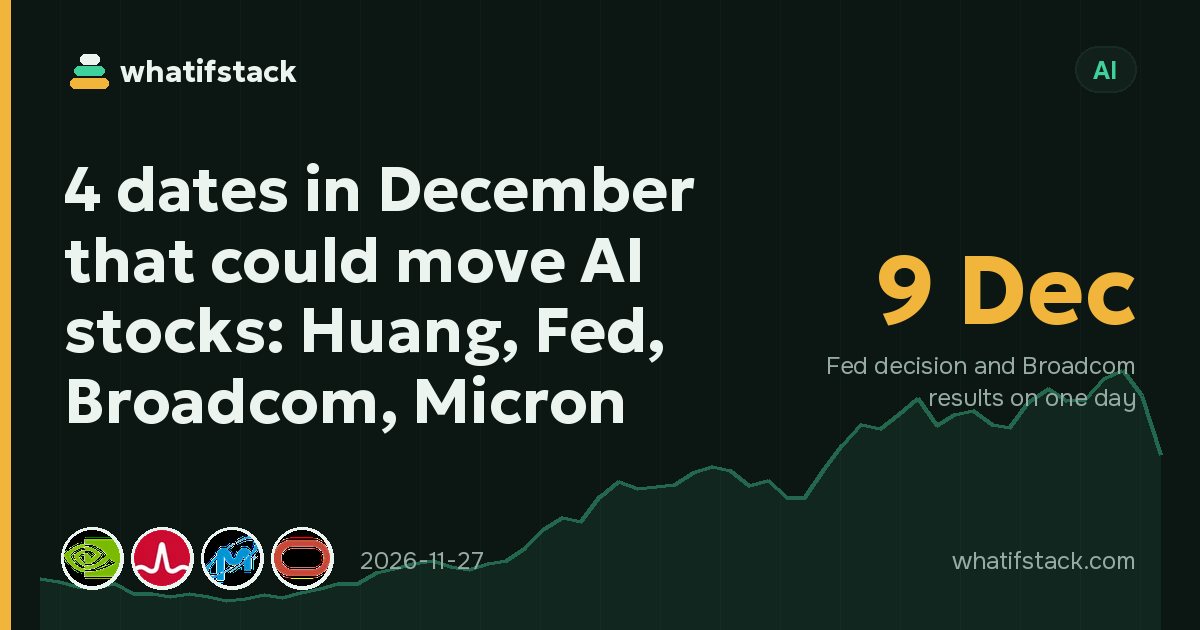 whatifstack
AI
4 dates in December
that could move AI
stocks: Huang, Fed,
Broadcom, Micron
9 Dec
Fed decision and Broadcom
results on one day
2026-11-27
whatifstack.com